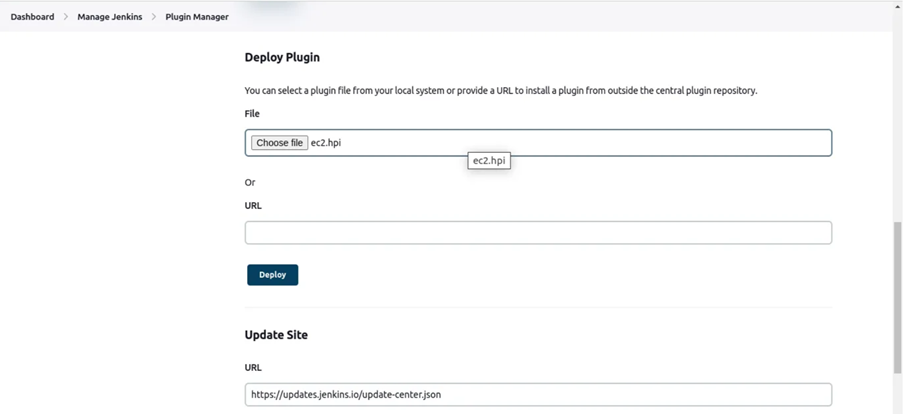 Dashboard > Manage Jenkins > Plugin Manager
Deploy Plugin
You can select a plugin file from your local system or provide a URL to install a plugin from outside the central plugin repository.
File
Choose file ec2.hpi
ec2.hpi
Or
URL
Deploy
Update Site
URL
https://updates.jenkins.io/update-center.json